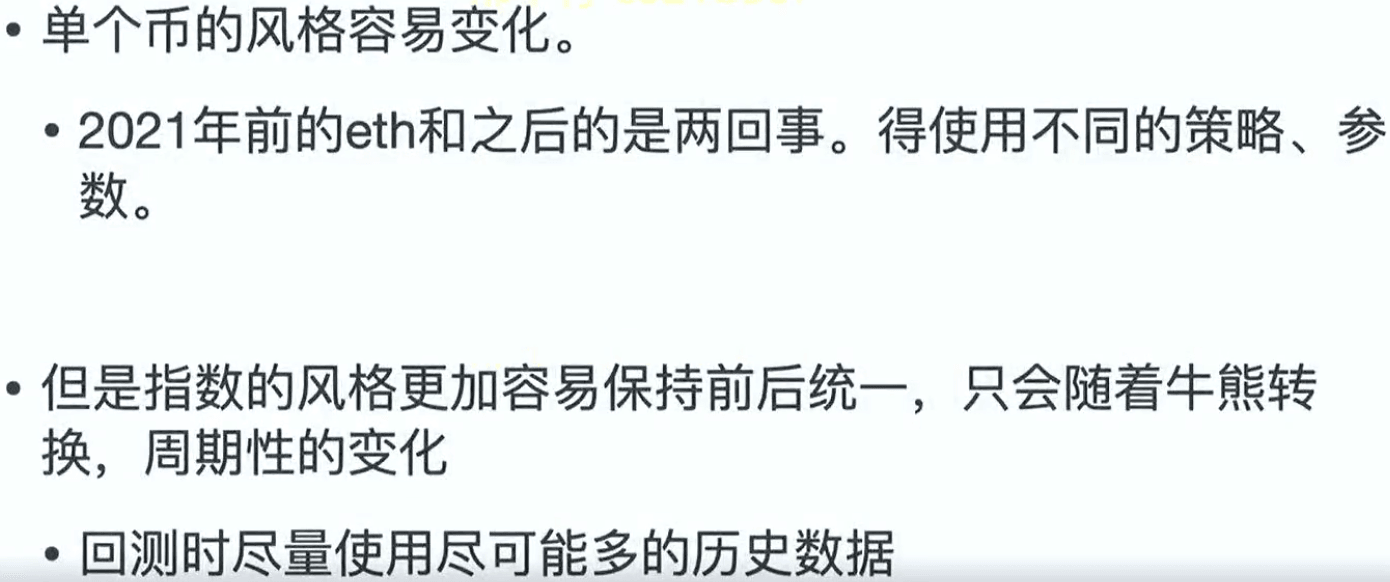 • 单个币的风格容易变化。
• 2021年前的eth和之后的是两回事。得使用不同的策略、参
数。
• 但是指数的风格更加容易保持前后统一，只会随着牛熊转
换，周期性的变化
• 回测时尽量使用尽可能多的历史数据